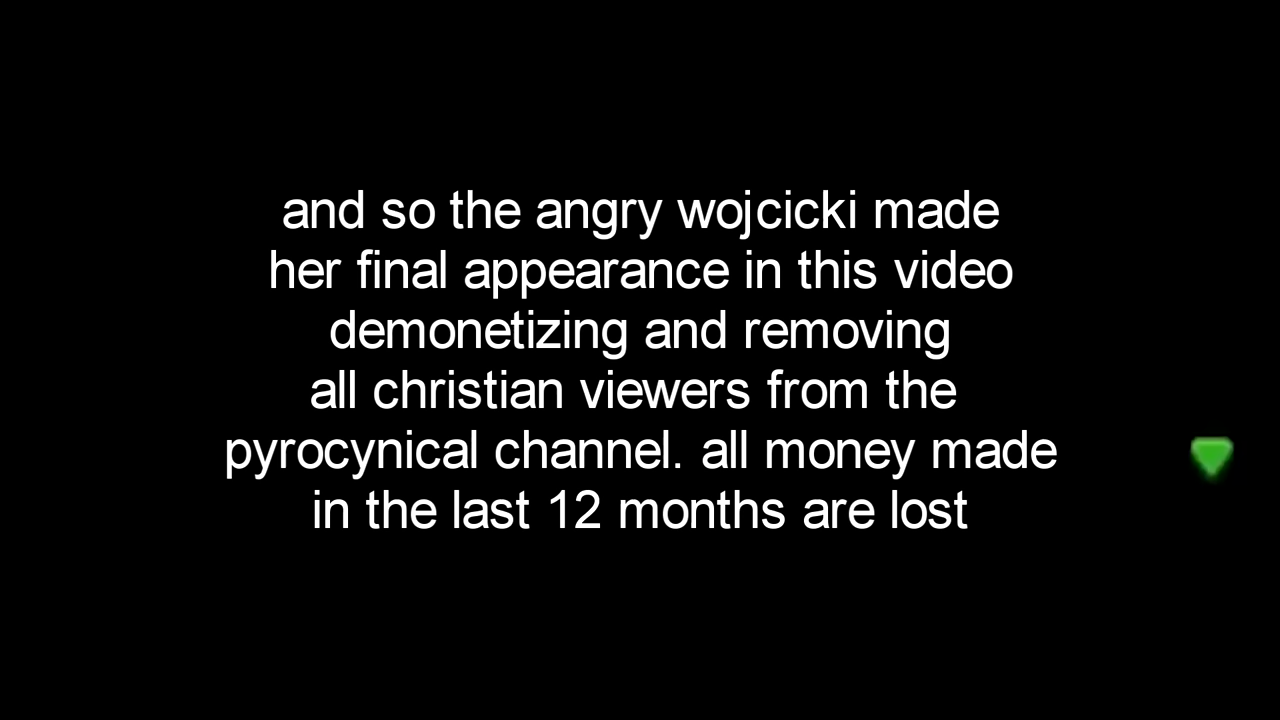 and so the angry wojcicki made
her final appearance in this video
demonetizing and removing
all christian viewers from the
pyrocynical channel. all money made
in the last 12 months are lost